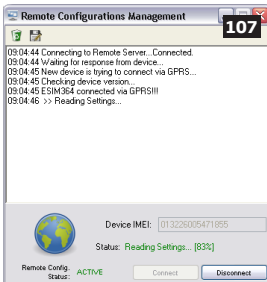 Remote Configurations Management
107
09:04:44 Connecting to Remote Server...Connected.
09:04:44 Waiting for response from device...
09:04:45 New device is trying to connect via GPRS...
09:04:45 Checking device version...
09:04:45 ESIM364 connected via GPRS!!!
09:04:46 >> Reading Settings...
Device IMEI: 013226005471855
Status: Reading Settings... [83%]
Remote Config. Status: ACTIVE
Connect
Disconnect